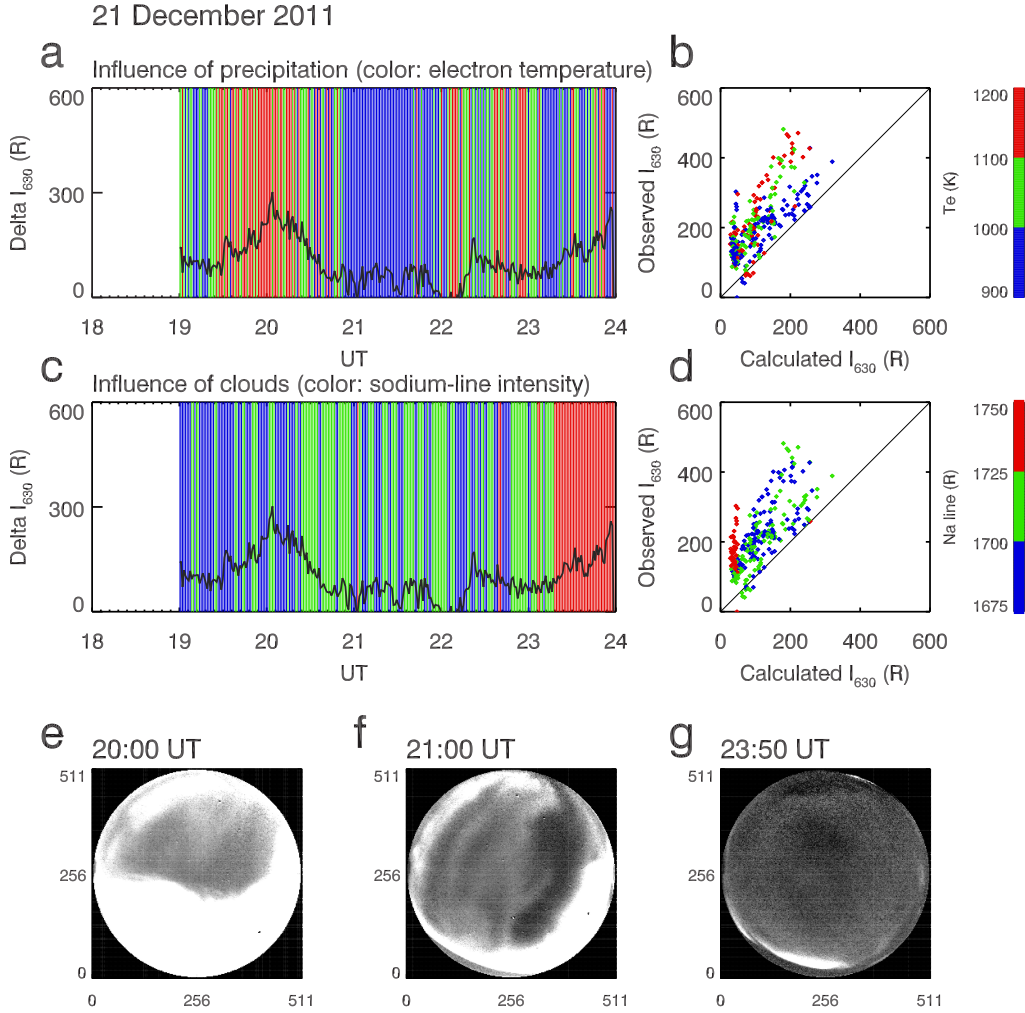 21 December 2011
a
Influence of precipitation (color: electron temperature)
600
300
0
Delta I630 (R)
18 19 20 21 22 23 24
UT
b
600
400
200
0
Observed I630 (R)
0 200 400 600
Calculated I630 (R)
1200
1100
1000
900
Te (K)
c
Influence of clouds (color: sodium-line intensity)
600
300
0
Delta I630 (R)
18 19 20 21 22 23 24
UT
d
600
400
200
0
Observed I630 (R)
0 200 400 600
Calculated I630 (R)
1750
1725
1700
1675
Na line (R)
e
20:00 UT
511
256
0
0 256 511
f
21:00 UT
511
256
0
0 256 511
g
23:50 UT
511
256
0
0 256 511